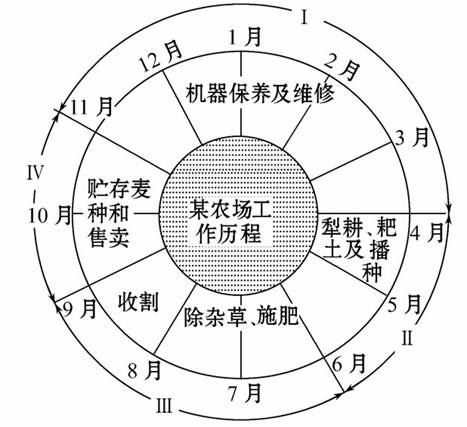 Ⅰ
1月
2月
12月
机器保养及维修
11月
3月
Ⅳ
贮存麦
种和
售卖
10月
某农场工
作历程
犁耕、耙
土及播
种
4月
9月
收割
除杂草、施肥
5月
Ⅱ
8月
7月
6月
Ⅲ